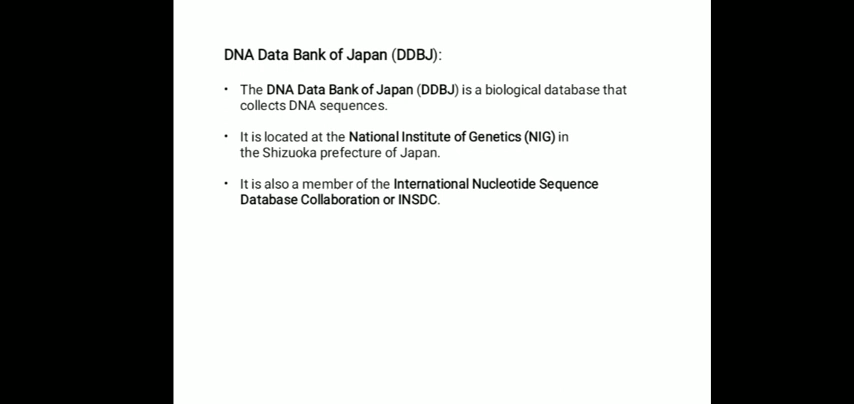 DNA Data Bank of Japan (DDBJ):
• The DNA Data Bank of Japan (DDBJ) is a biological database that
collects DNA sequences.
• It is located at the National Institute of Genetics (NIG) in
the Shizuoka prefecture of Japan.
• It is also a member of the International Nucleotide Sequence
Database Collaboration or INSDC.